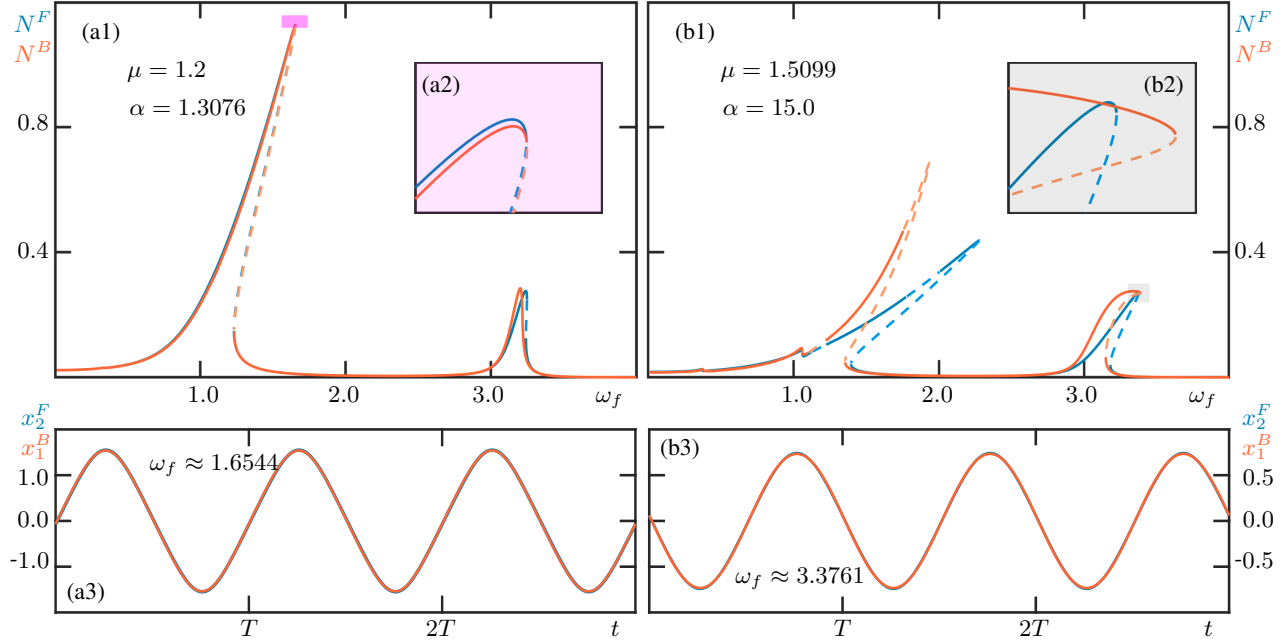 N^F
N^B
(a1)
μ = 1.2
α = 1.3076
(a2)
0.8
0.4
1.0
2.0
3.0
ω_f
(b1)
μ = 1.5099
α = 15.0
(b2)
N^F
N^B
0.8
0.4
1.0
2.0
3.0
ω_f
x_2^F
x_1^B
1.0
0.0
-1.0
ω_f ≈ 1.6544
(a3)
T
2T
t
(b3)
ω_f ≈ 3.3761
x_2^F
x_1^B
0.5
0.0
-0.5
T
2T
t